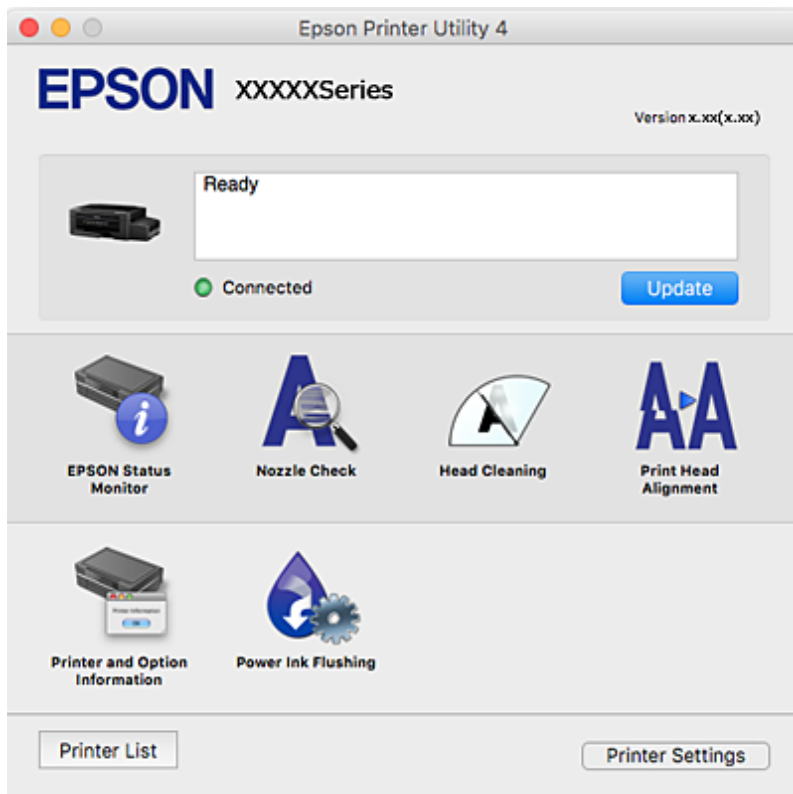 Epson Printer Utility 4
EPSON XXXXXSeries
Version x.xx(x.xx)
Ready
Connected
Update
EPSON Status
Monitor
Nozzle Check
Head Cleaning
Print Head
Alignment
Printer and Option
Information
Power Ink Flushing
Printer List
Printer Settings